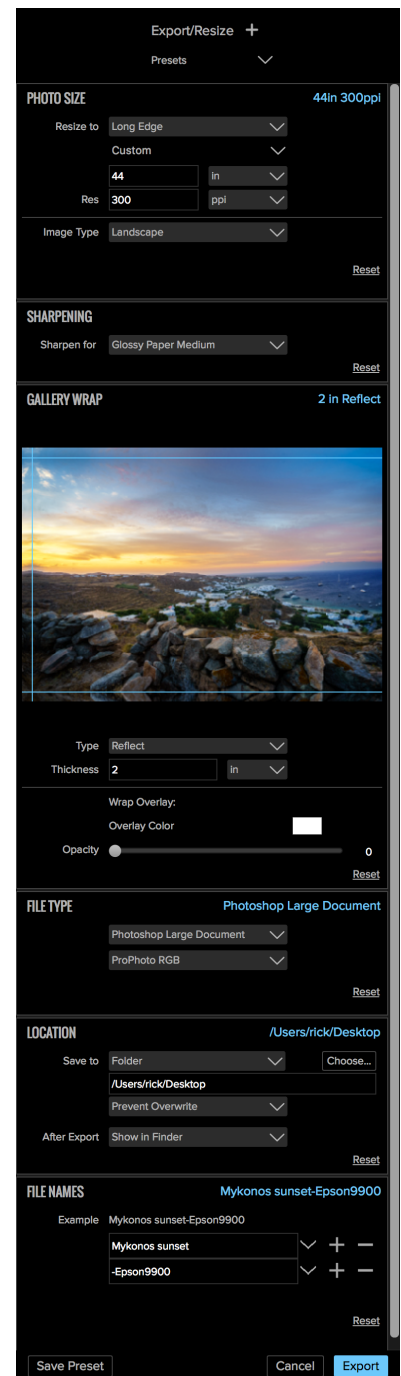 Export/Resize +
Presets
PHOTO SIZE 44in 300ppi
Resize to Long Edge
Custom
44 in
Res 300 ppi
Image Type Landscape
Reset
SHARPENING
Sharpen for Glossy Paper Medium
Reset
GALLERY WRAP 2 in Reflect
Type Reflect
Thickness 2 in
Wrap Overlay:
Overlay Color
Opacity 0
Reset
FILE TYPE Photoshop Large Document
Photoshop Large Document
ProPhoto RGB
Reset
LOCATION /Users/rick/Desktop
Save to Folder Choose...
/Users/rick/Desktop
Prevent Overwrite
After Export Show in Finder
Reset
FILE NAMES Mykonos sunset-Epson9900
Example Mykonos sunset-Epson9900
Mykonos sunset + −
-Epson9900 + −
Reset
Save Preset Cancel Export